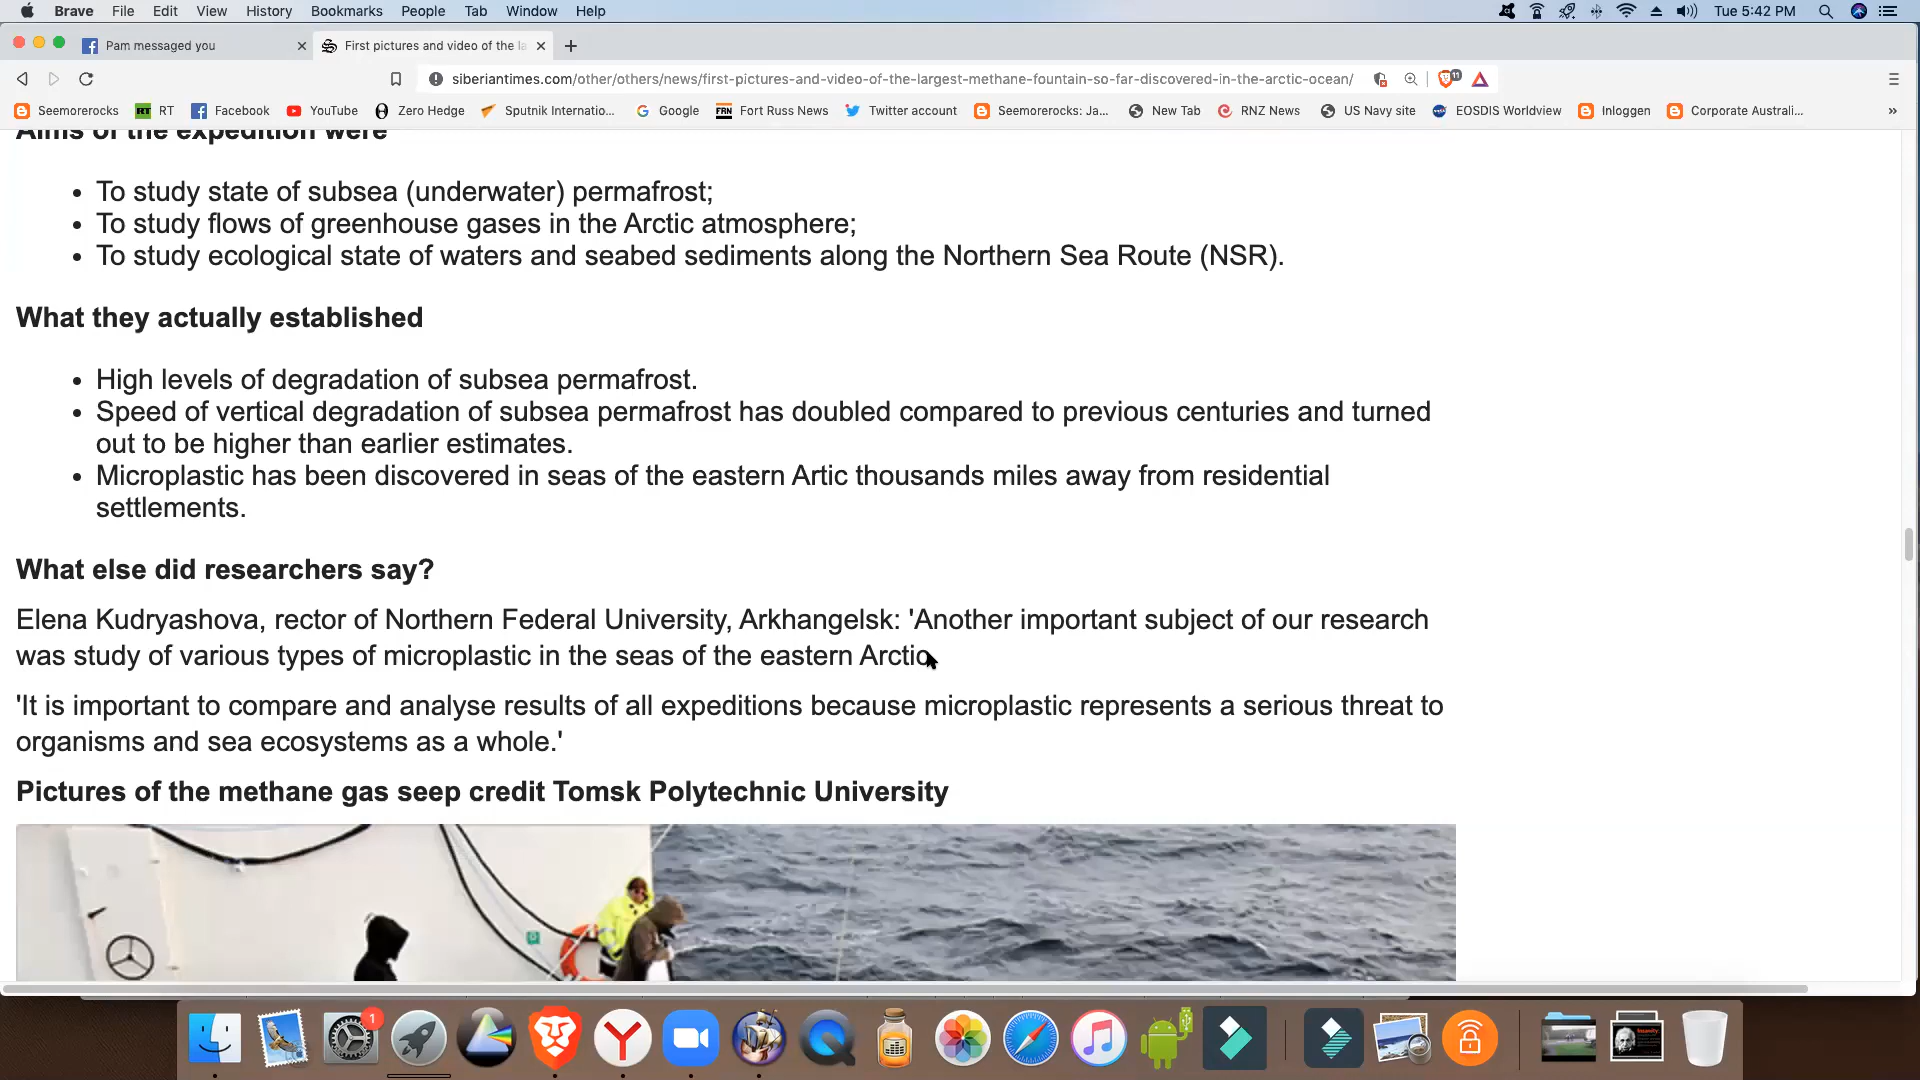 Brave File Edit View History Bookmarks People Tab Window Help Tue 5:42 PM
Pam messaged you First pictures and video of the la
siberiantimes.com/other/others/news/first-pictures-and-video-of-the-largest-methane-fountain-so-far-discovered-in-the-arctic-ocean/ 11
Seemorerocks RT RT Facebook YouTube Zero Hedge Sputnik Internatio... Google FRN Fort Russ News Twitter account Seemorerocks: Ja... New Tab RNZ News US Navy site EOSDIS Worldview Inloggen Corporate Australi... »
Aims of the expedition were
• To study state of subsea (underwater) permafrost;
• To study flows of greenhouse gases in the Arctic atmosphere;
• To study ecological state of waters and seabed sediments along the Northern Sea Route (NSR).
What they actually established
• High levels of degradation of subsea permafrost.
• Speed of vertical degradation of subsea permafrost has doubled compared to previous centuries and turned
out to be higher than earlier estimates.
• Microplastic has been discovered in seas of the eastern Artic thousands miles away from residential
settlements.
What else did researchers say?
Elena Kudryashova, rector of Northern Federal University, Arkhangelsk: 'Another important subject of our research
was study of various types of microplastic in the seas of the eastern Arctic
'It is important to compare and analyse results of all expeditions because microplastic represents a serious threat to
organisms and sea ecosystems as a whole.'
Pictures of the methane gas seep credit Tomsk Polytechnic University
1